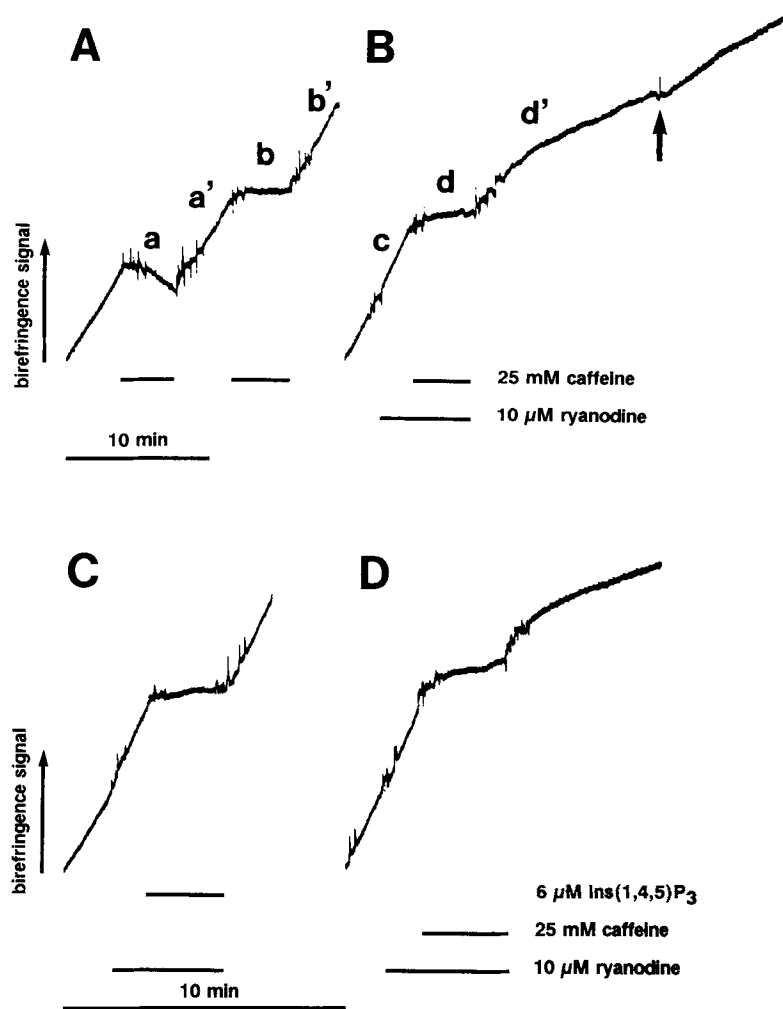 A
B
b'
d'
b
d
a'
a
c
birefringence signal
25 mM caffeine
10 µM ryanodine
10 min
C
D
birefringence signal
6 µM Ins(1,4,5)P3
25 mM caffeine
10 µM ryanodine
10 min